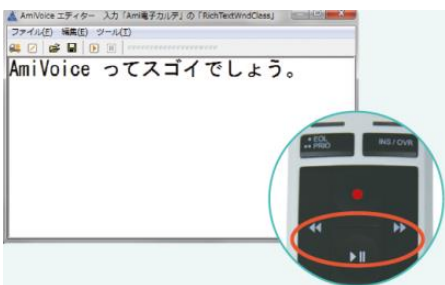 AmiVoice エディター 入力「Ami電子カルテ」の「RichTextWndClass」
ファイル(F) 編集(E) ツール(T)
AmiVoice ってスゴイでしょう。
• EOL
•• PRIO
INS / OVR